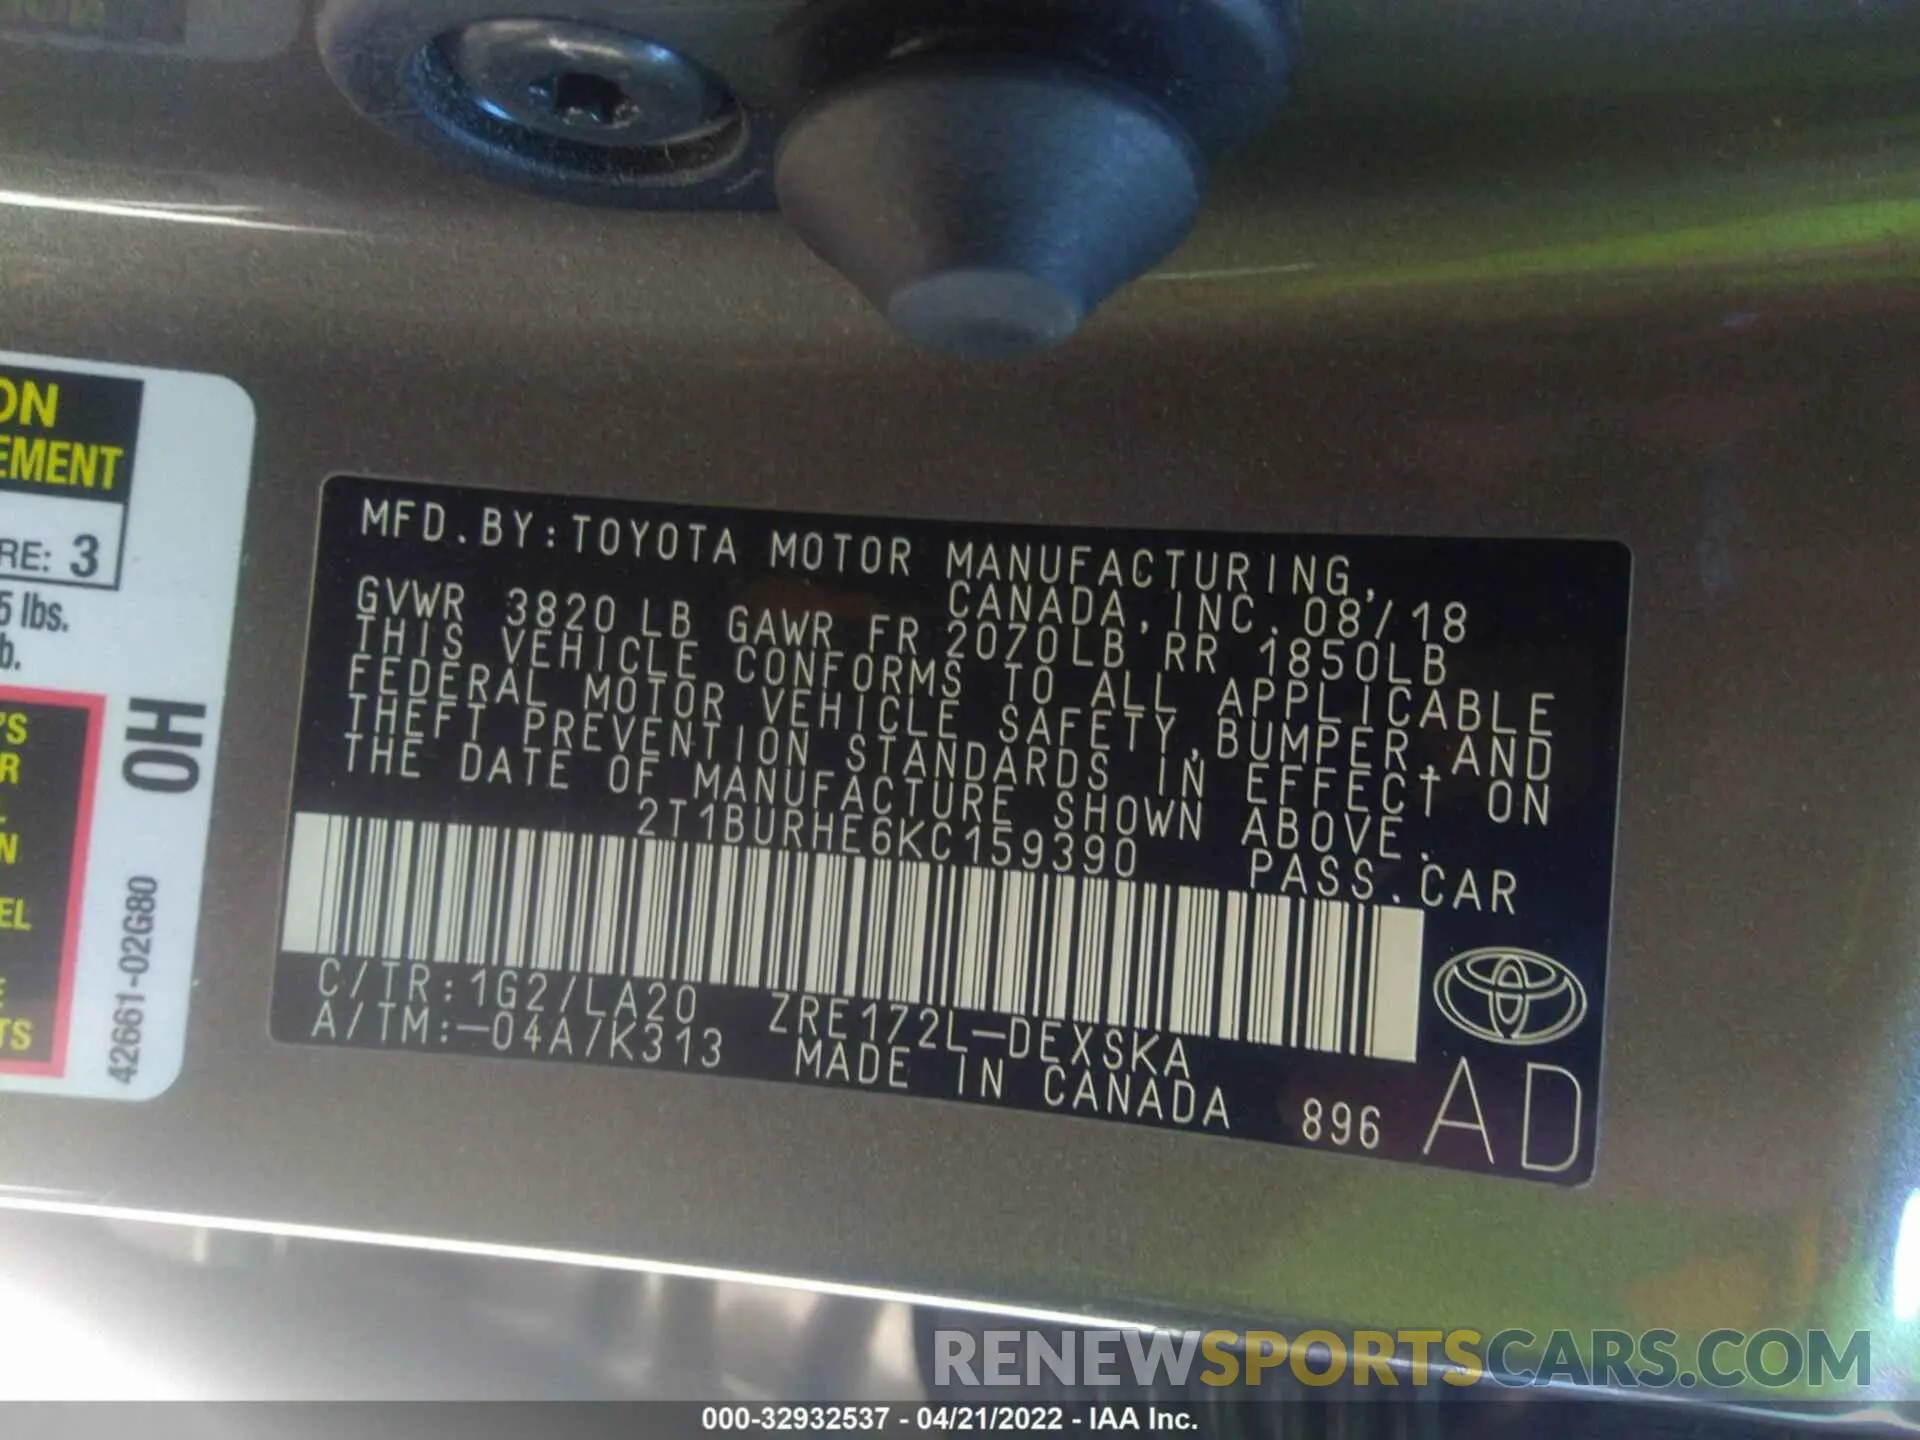 ON
EMENT
RE: 3
5 lbs.
b.
'S
R
N
EL
E
TS
OH
42661-02G80
MFD.BY:TOYOTA MOTOR MANUFACTURING,
CANADA,INC.08/18
GVWR 3820LB GAWR FR 2070LB RR 1850LB
THIS VEHICLE CONFORMS TO ALL APPLICABLE
FEDERAL MOTOR VEHICLE SAFETY,BUMPER,AND
THEFT PREVENTION STANDARDS IN EFFECT ON
THE DATE OF MANUFACTURE SHOWN ABOVE.
2T1BURHE6KC159390 PASS.CAR
C/TR:1G2/LA20 ZRE172L-DEXSKA
A/TM:-04A/K313 MADE IN CANADA 896 AD
RENEWSPORTSCARS.COM
000-32932537 - 04/21/2022 - IAA Inc.